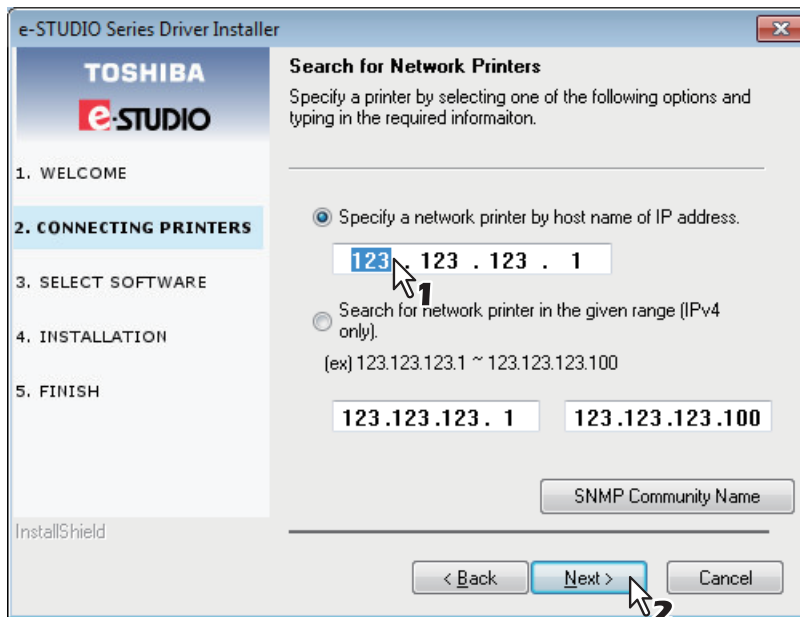 e-STUDIO Series Driver Installer
TOSHIBA
e-STUDIO
1. WELCOME
2. CONNECTING PRINTERS
3. SELECT SOFTWARE
4. INSTALLATION
5. FINISH
InstallShield
Search for Network Printers
Specify a printer by selecting one of the following options and
typing in the required informaiton.
Specify a network printer by host name of IP address.
123 . 123 . 123 . 1
1
Search for network printer in the given range (IPv4
only).
(ex) 123.123.123.1 ~ 123.123.123.100
123.123.123. 1 123.123.123.100
SNMP Community Name
< Back Next > Cancel
2